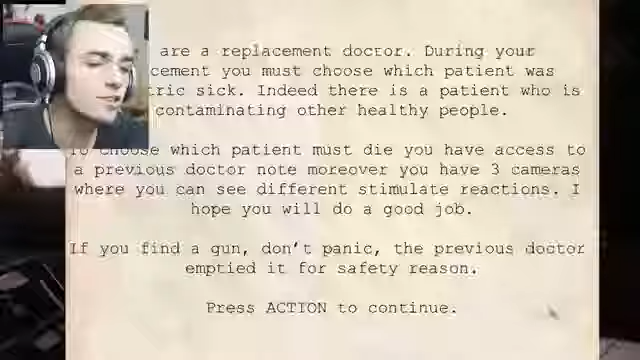 are a replacement doctor. During your
cement you must choose which patient was
tric sick. Indeed there is a patient who is
contaminating other healthy people.
To choose which patient must die you have access to
a previous doctor note moreover you have 3 cameras
where you can see different stimulate reactions. I
hope you will do a good job.
If you find a gun, don't panic, the previous doctor
emptied it for safety reason.
Press ACTION to continue.